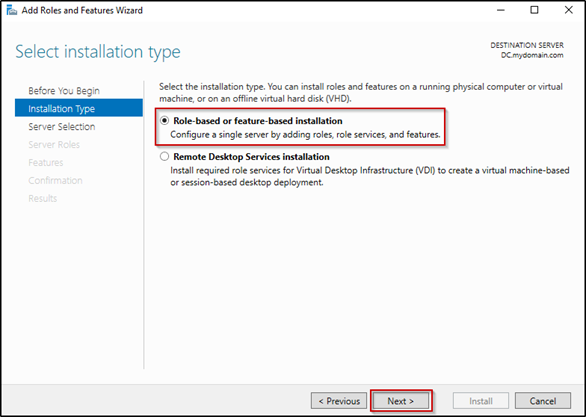 Add Roles and Features Wizard
Select installation type
DESTINATION SERVER
DC.mydomain.com
Before You Begin
Installation Type
Server Selection
Server Roles
Features
Confirmation
Results
Select the installation type. You can install roles and features on a running physical computer or virtual
machine, or on an offline virtual hard disk (VHD).
Role-based or feature-based installation
Configure a single server by adding roles, role services, and features.
Remote Desktop Services installation
Install required role services for Virtual Desktop Infrastructure (VDI) to create a virtual machine-based
or session-based desktop deployment.
< Previous
Next >
Install
Cancel